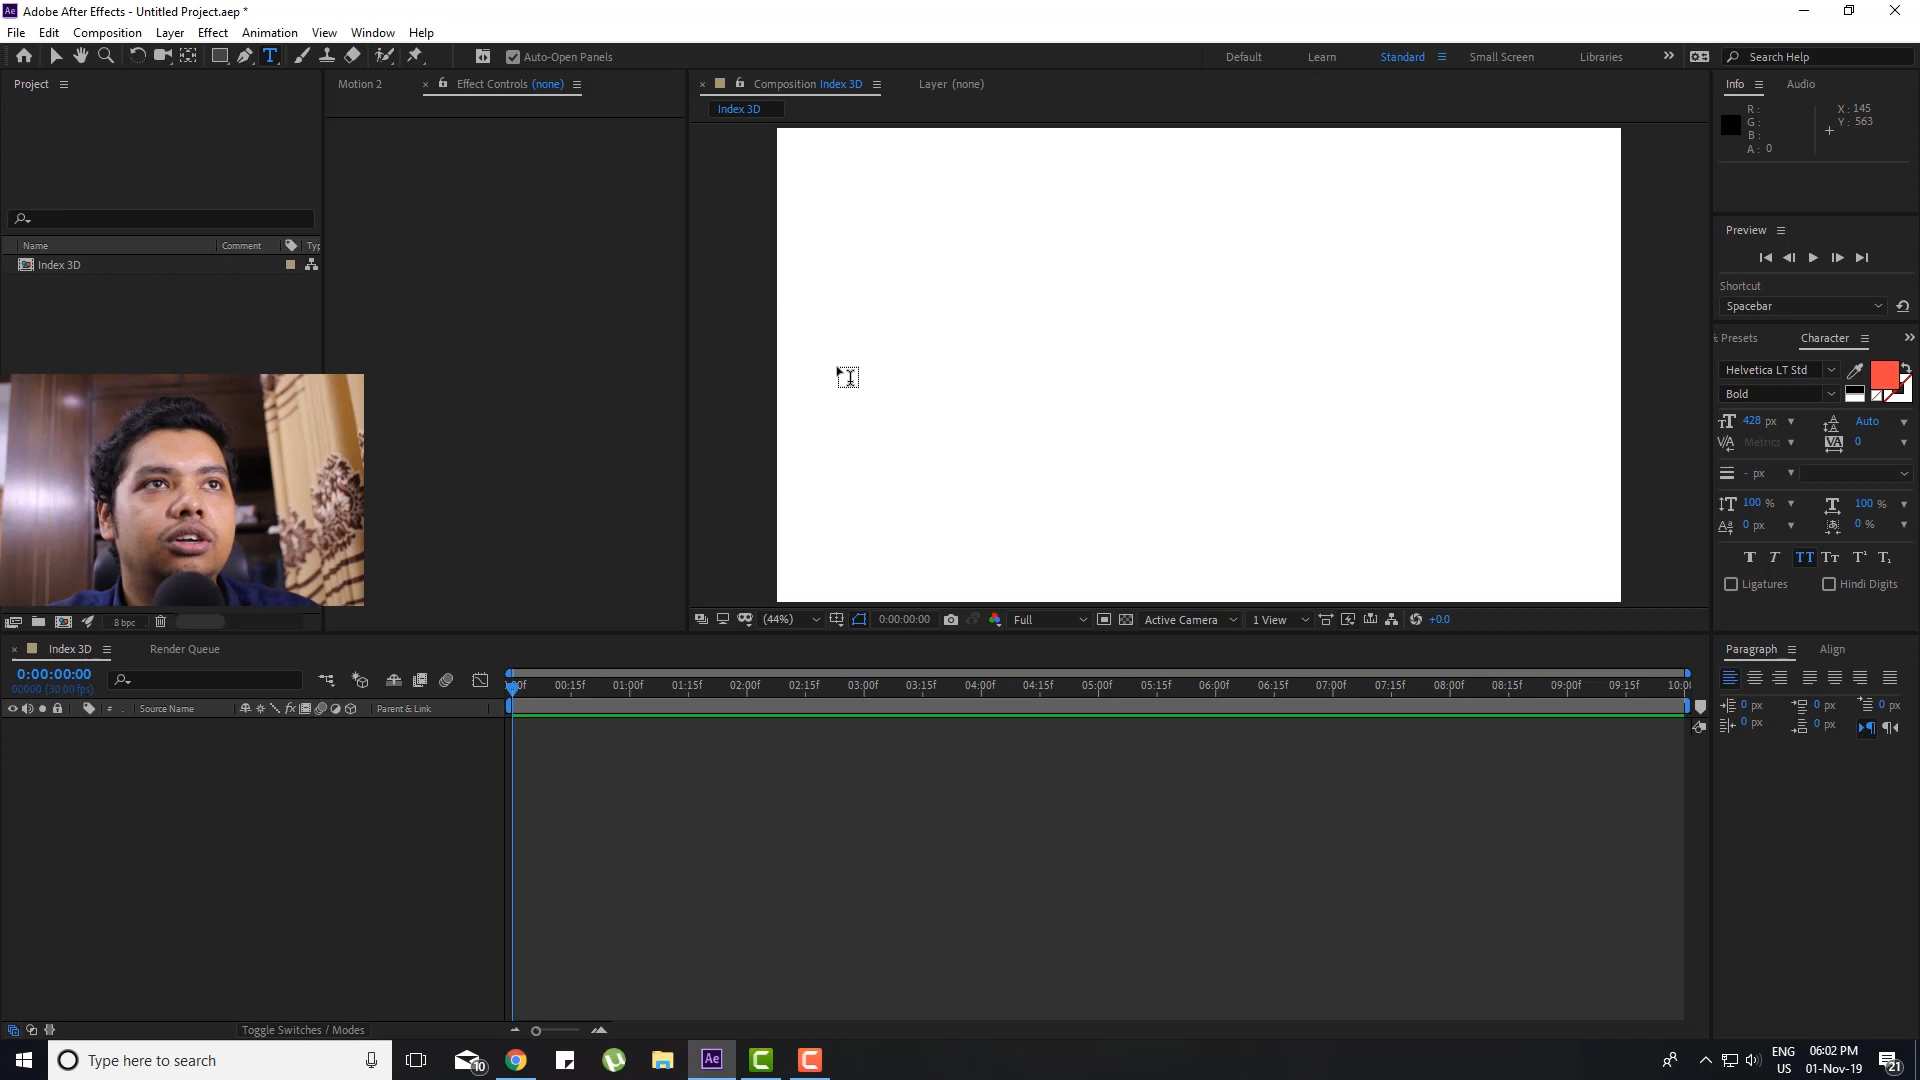 Adobe After Effects - Untitled Project.aep *
File Edit Composition Layer Effect Animation View Window Help
Auto-Open Panels
Default Learn Standard Small Screen Libraries
Search Help
Project
Motion 2
Effect Controls (none)
Composition Index 3D
Layer (none)
Index 3D
Info Audio
R :
G :
B :
A : 0
X : 145
Y : 563
Name Comment Typ
Index 3D
Preview
Shortcut
Spacebar
Presets Character
Helvetica LT Std
Bold
428 px Auto
Metrics 0
- px
100 % 100 %
0 px 0 %
Ligatures Hindi Digits
8 bpc
(44%) 0:00:00:00 Full Active Camera 1 View +0.0
Index 3D Render Queue
0:00:00:00
00000 (30.00 fps)
00:15f 01:00f 01:15f 02:00f 02:15f 03:00f 03:15f 04:00f 04:15f 05:00f 05:15f 06:00f 06:15f 07:00f 07:15f 08:00f 08:15f 09:00f 09:15f 10:0
# Source Name fx Parent & Link
Paragraph Align
0 px 0 px 0 px
0 px 0 px
Toggle Switches / Modes
Type here to search
10
Ae
ENG
US
06:02 PM
01-Nov-19
21